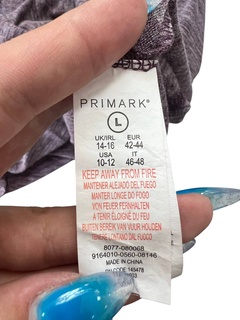 PRIMARK®
L
UK/IRL EUR
14-16 42-44
USA IT
10-12 46-48
KEEP AWAY FROM FIRE
MANTENER ALEJADO DEL FUEGO
MANTER LONGE DO FOGO
VON FEUER FERNHALTEN
A TENIR ÉLOIGNÉ DU FEU
BUITEN BEREIK VAN VUUR HOUDEN
TENERE LONTANO DAL FUOCO
8077-080068
9164010-0560-08146
MADE IN CHINA
CODE: 145478